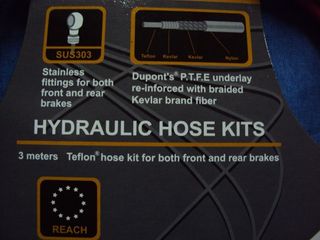 SUS303
Teflon Kevlar Kevlar Nylon
Stainless
fittings for both
front and rear
brakes
Dupont's® P.T.F.E underlay
re-inforced with braided
Kevlar brand fiber
HYDRAULIC HOSE KITS
3 meters Teflon® hose kit for both front and rear brakes
REACH